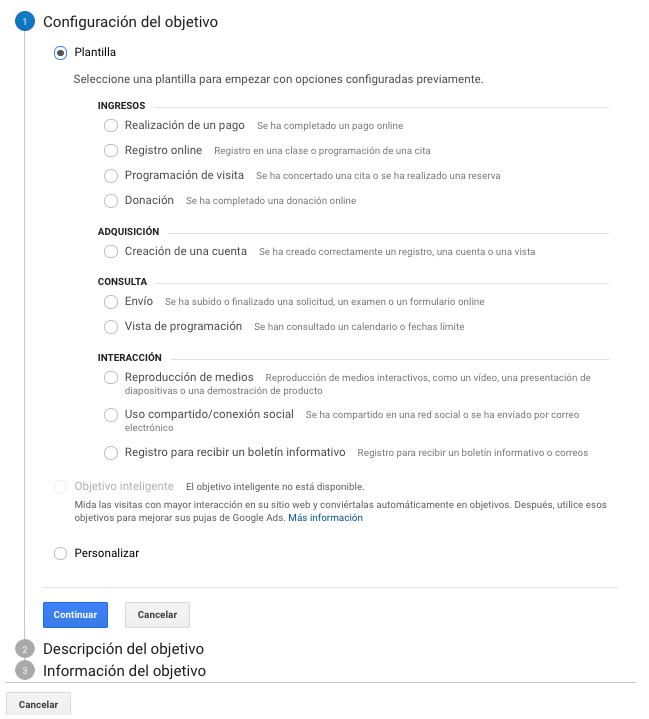 1 Configuración del objetivo
Plantilla
Seleccione una plantilla para empezar con opciones configuradas previamente.
INGRESOS
Realización de un pago Se ha completado un pago online
Registro online Registro en una clase o programación de una cita
Programación de visita Se ha concertado una cita o se ha realizado una reserva
Donación Se ha completado una donación online
ADQUISICIÓN
Creación de una cuenta Se ha creado correctamente un registro, una cuenta o una vista
CONSULTA
Envío Se ha subido o finalizado una solicitud, un examen o un formulario online
Vista de programación Se han consultado un calendario o fechas límite
INTERACCIÓN
Reproducción de medios Reproducción de medios interactivos, como un vídeo, una presentación de
diapositivas o una demostración de producto
Uso compartido/conexión social Se ha compartido en una red social o se ha enviado por correo
electrónico
Registro para recibir un boletín informativo Registro para recibir un boletín informativo o correos
Objetivo inteligente El objetivo inteligente no está disponible.
Mida las visitas con mayor interacción en su sitio web y conviértalas automáticamente en objetivos. Después, utilice esos
objetivos para mejorar sus pujas de Google Ads. Más información
Personalizar
Continuar Cancelar
2 Descripción del objetivo
3 Información del objetivo
Cancelar